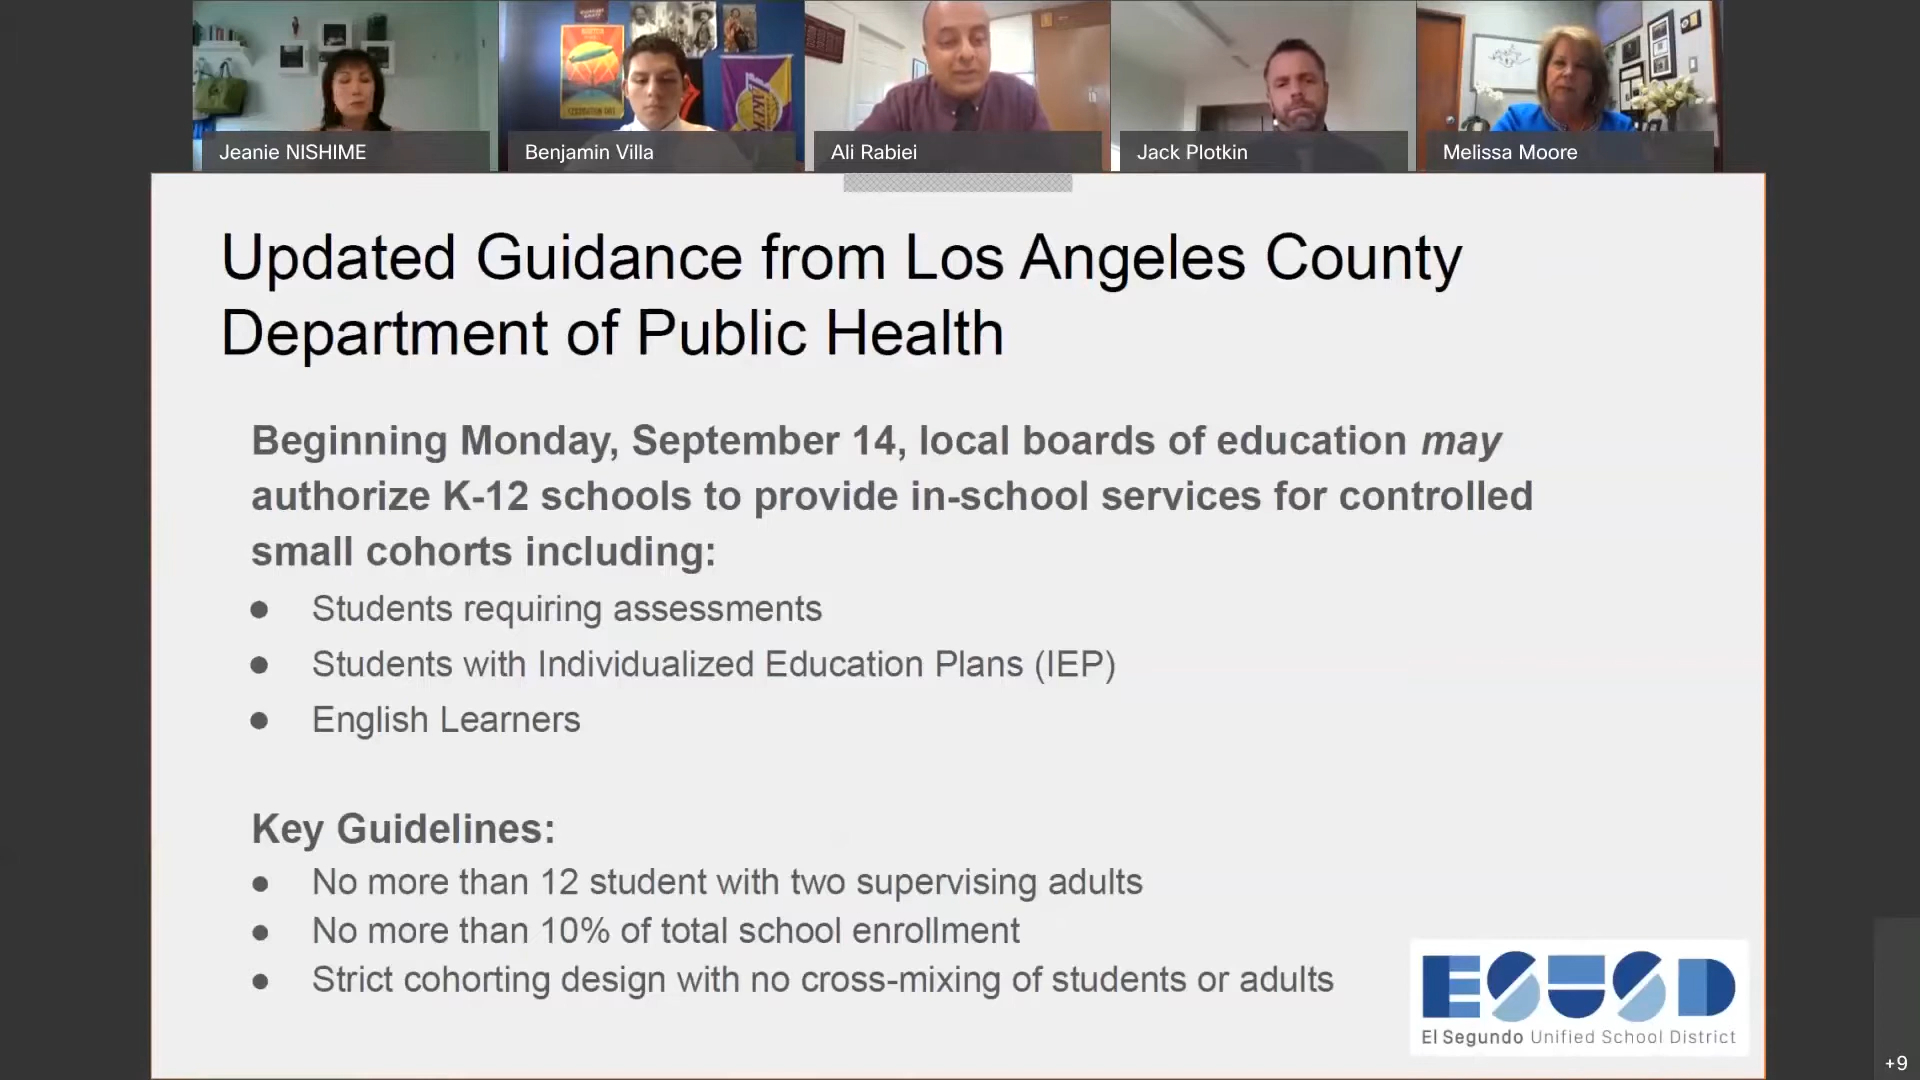 Jeanie NISHIME
Benjamin Villa
Ali Rabiei
Jack Plotkin
Melissa Moore
Updated Guidance from Los Angeles County
Department of Public Health
Beginning Monday, September 14, local boards of education may
authorize K-12 schools to provide in-school services for controlled
small cohorts including:
● Students requiring assessments
● Students with Individualized Education Plans (IEP)
● English Learners
Key Guidelines:
● No more than 12 student with two supervising adults
● No more than 10% of total school enrollment
● Strict cohorting design with no cross-mixing of students or adults
ESUSD
El Segundo Unified School District
+9